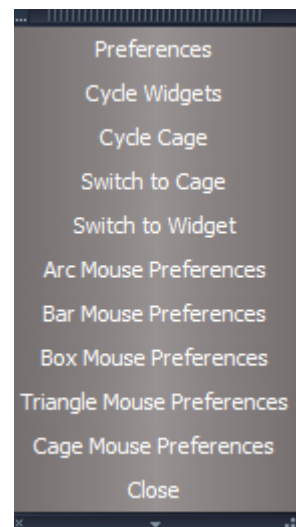 ...
Preferences
Cycle Widgets
Cycle Cage
Switch to Cage
Switch to Widget
Arc Mouse Preferences
Bar Mouse Preferences
Box Mouse Preferences
Triangle Mouse Preferences
Cage Mouse Preferences
Close